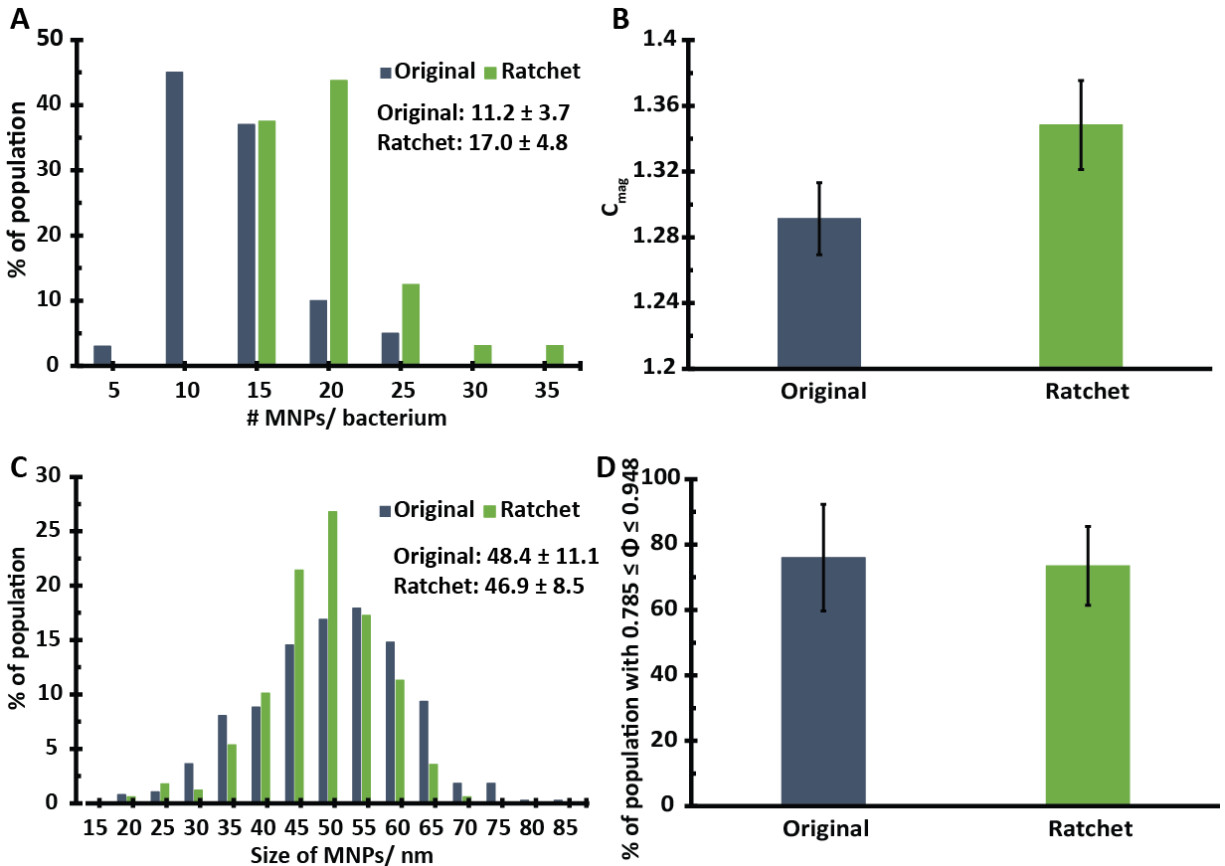 A
50
40
30
20
10
0
% of population
Original Ratchet
Original: 11.2 ± 3.7
Ratchet: 17.0 ± 4.8
5 10 15 20 25 30 35
# MNPs/ bacterium
B
1.4
1.36
1.32
1.28
1.24
1.2
Cmag
Original Ratchet
C
30
25
20
15
10
5
0
% of population
Original Ratchet
Original: 48.4 ± 11.1
Ratchet: 46.9 ± 8.5
15 20 25 30 35 40 45 50 55 60 65 70 75 80 85
Size of MNPs/ nm
D
100
80
60
40
20
0
% of population with 0.785 ≤ Φ ≤ 0.948
Original Ratchet